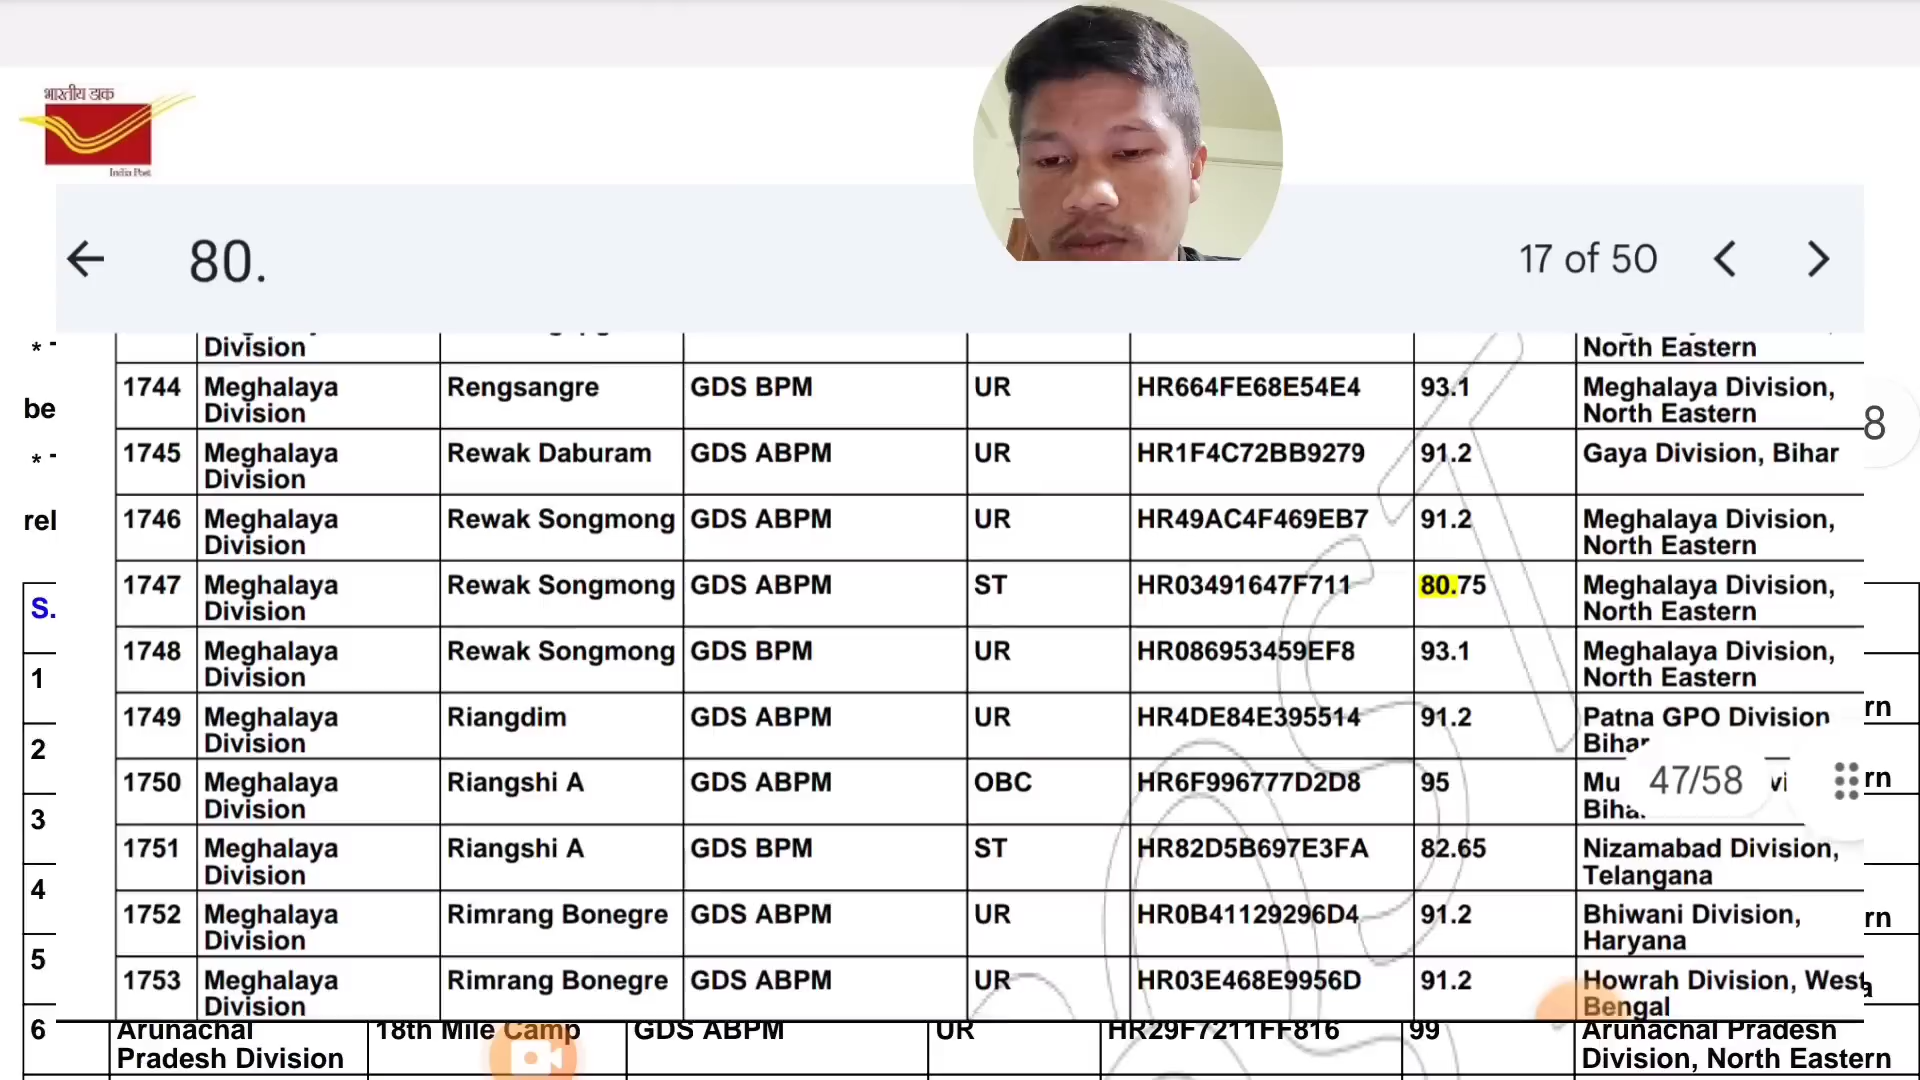 भारतीय डाक
India Post
80.
17 of 50
* -
be
* -
rel
S.
1
2
3
4
5
Division North Eastern
1744 Meghalaya Rengsangre GDS BPM UR HR664FE68E54E4 93.1 Meghalaya Division,
Division North Eastern
8
1745 Meghalaya Rewak Daburam GDS ABPM UR HR1F4C72BB9279 91.2 Gaya Division, Bihar
Division
1746 Meghalaya Rewak Songmong GDS ABPM UR HR49AC4F469EB7 91.2 Meghalaya Division,
Division North Eastern
1747 Meghalaya Rewak Songmong GDS ABPM ST HR03491647F711 80.75 Meghalaya Division,
Division North Eastern
1748 Meghalaya Rewak Songmong GDS BPM UR HR086953459EF8 93.1 Meghalaya Division,
Division North Eastern
rn
1749 Meghalaya Riangdim GDS ABPM UR HR4DE84E395514 91.2 Patna GPO Division
Division Bihar
47/58
rn
1750 Meghalaya Riangshi A GDS ABPM OBC HR6F996777D2D8 95 Mu
Division Biha
1751 Meghalaya Riangshi A GDS BPM ST HR82D5B697E3FA 82.65 Nizamabad Division,
Division Telangana
1752 Meghalaya Rimrang Bonegre GDS ABPM UR HR0B41129296D4 91.2 Bhiwani Division,
Division Haryana
rn
1753 Meghalaya Rimrang Bonegre GDS ABPM UR HR03E468E9956D 91.2 Howrah Division, West
Division Bengal
6 Arunachal 18th Mile Camp GDS ABPM UR HR29F7211FF816 99 Arunachal Pradesh
Pradesh Division Division, North Eastern